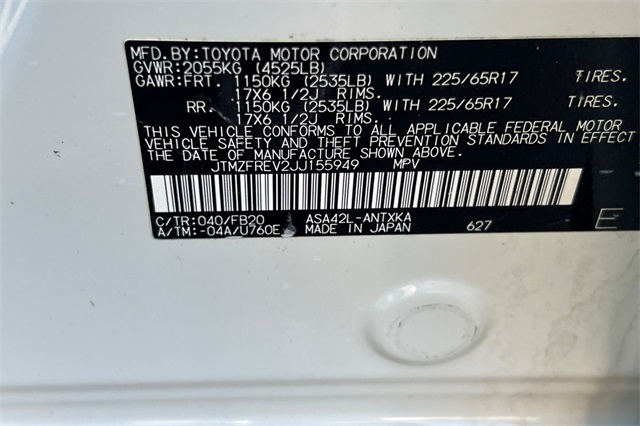 MFD.BY:TOYOTA MOTOR CORPORATION
GVWR:2055KG (4525LB)
GAWR:FRT. 1150KG (2535LB) WITH 225/65R17 TIRES.
17X6 1/2J RIMS.
RR. 1150KG (2535LB) WITH 225/65R17 TIRES.
17X6 1/2J RIMS.
THIS VEHICLE CONFORMS TO ALL APPLICABLE FEDERAL MOTOR
VEHICLE SAFETY AND THEFT PREVENTION STANDARDS IN EFFECT
ON THE DATE OF MANUFACTURE SHOWN ABOVE.
JTMZFREV2JJ155949 MPV
C/TR:040/FB20 ASA42L-ANTXKA
A/TM:-04A/U760E MADE IN JAPAN 627 E